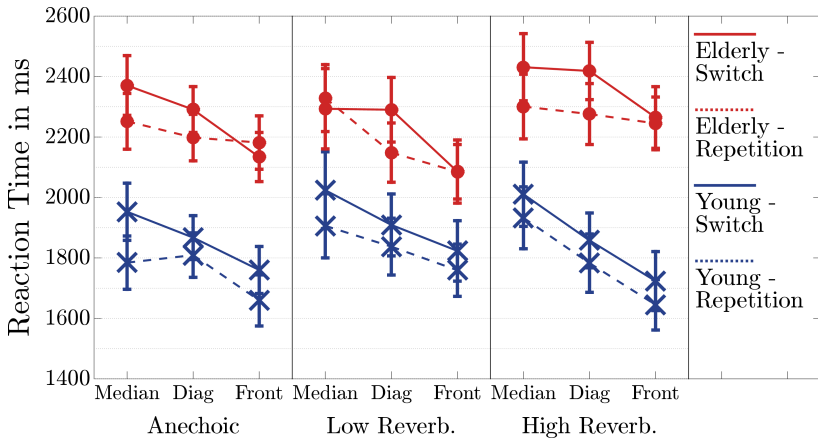 Reaction Time in ms
2600
2400
2200
2000
1800
1600
1400
Median Diag Front Median Diag Front Median Diag Front
Anechoic Low Reverb. High Reverb.
Elderly -
Switch
Elderly -
Repetition
Young -
Switch
Young -
Repetition